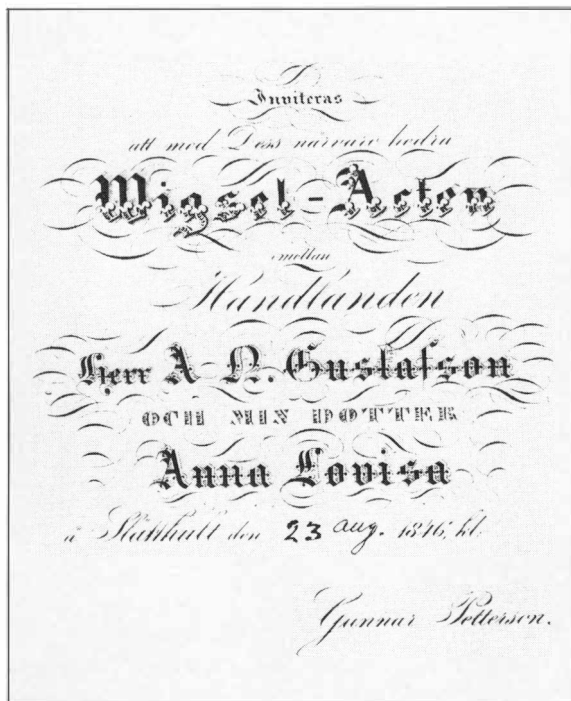 I
Inviteras
att med Dess närvaro hedra
Wigsel-Acten
emellan
Handlanden
Herr A N. Gustafson
OCH MIN DOTTER
Anna Lovisa
å Slätthult den 23 aug. 1846, kl.
Gunnar Petterson.